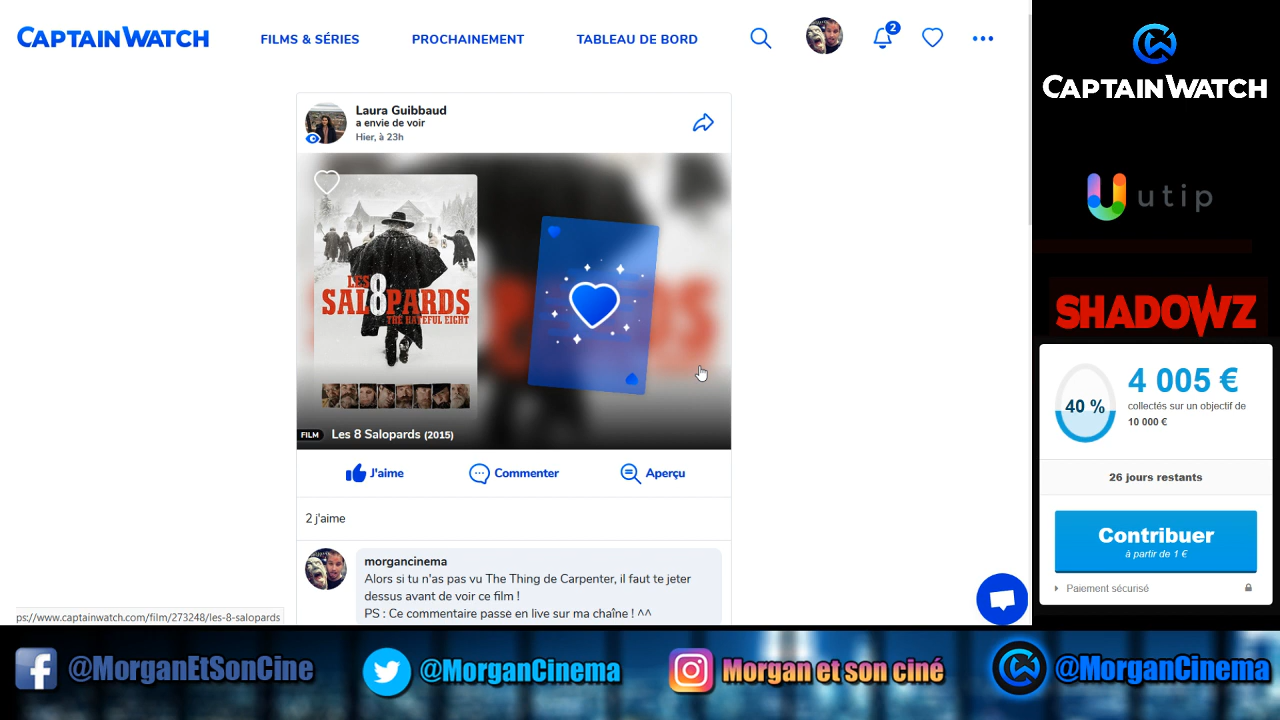 CAPTAINWATCH
FILMS & SÉRIES
PROCHAINEMENT
TABLEAU DE BORD
2
Laura Guibbaud
a envie de voir
Hier, à 23h
LES
SAL8PARDS
THE HATEFUL EIGHT
FILM
Les 8 Salopards (2015)
J'aime
Commenter
Aperçu
2 j'aime
morgancinema
Alors si tu n'as pas vu The Thing de Carpenter, il faut te jeter
dessus avant de voir ce film !
PS : Ce commentaire passe en live sur ma chaîne ! ^^
ps://www.captainwatch.com/film/273248/les-8-salopards
CAPTAINWATCH
utip
SHADOWZ
40 %
4 005 €
collectés sur un objectif de
10 000 €
26 jours restants
Contribuer
à partir de 1 €
Paiement sécurisé
@MorganEtSonCine
@MorganCinema
Morgan et son ciné
@MorganCinema